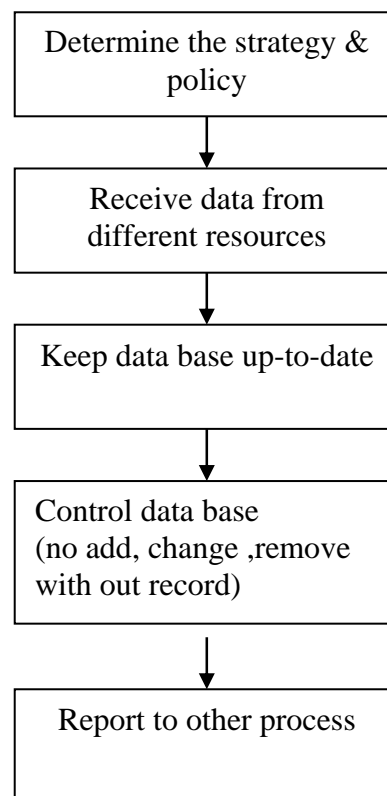 Determine the strategy &
policy
Receive data from
different resources
Keep data base up-to-date
Control data base
(no add, change ,remove
with out record)
Report to other process